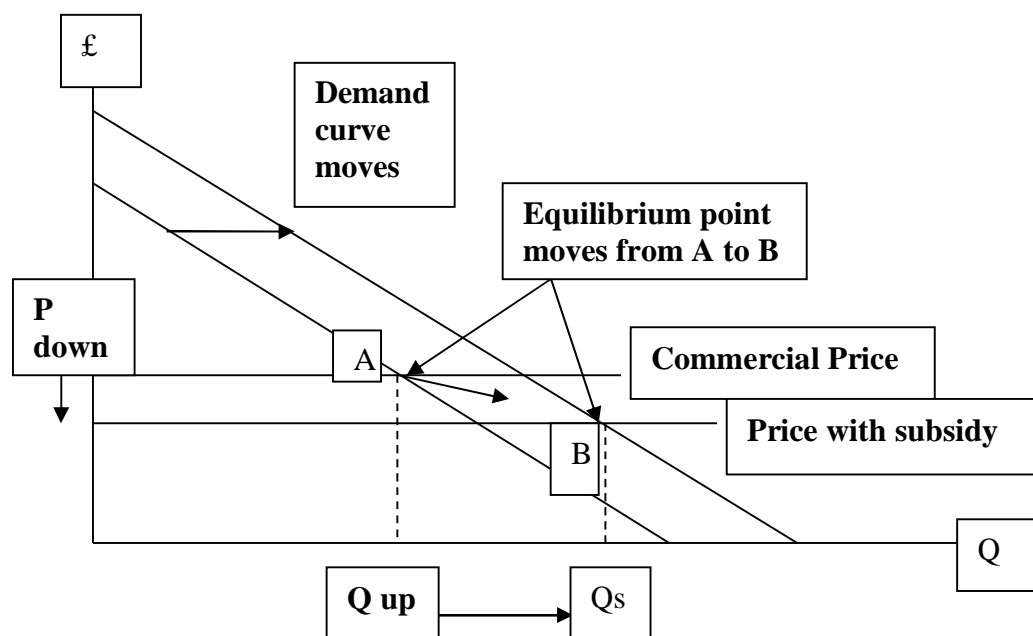 £
Demand
curve
moves
Equilibrium point
moves from A to B
P
down
A
Commercial Price
Price with subsidy
B
Q
Q up
Qs